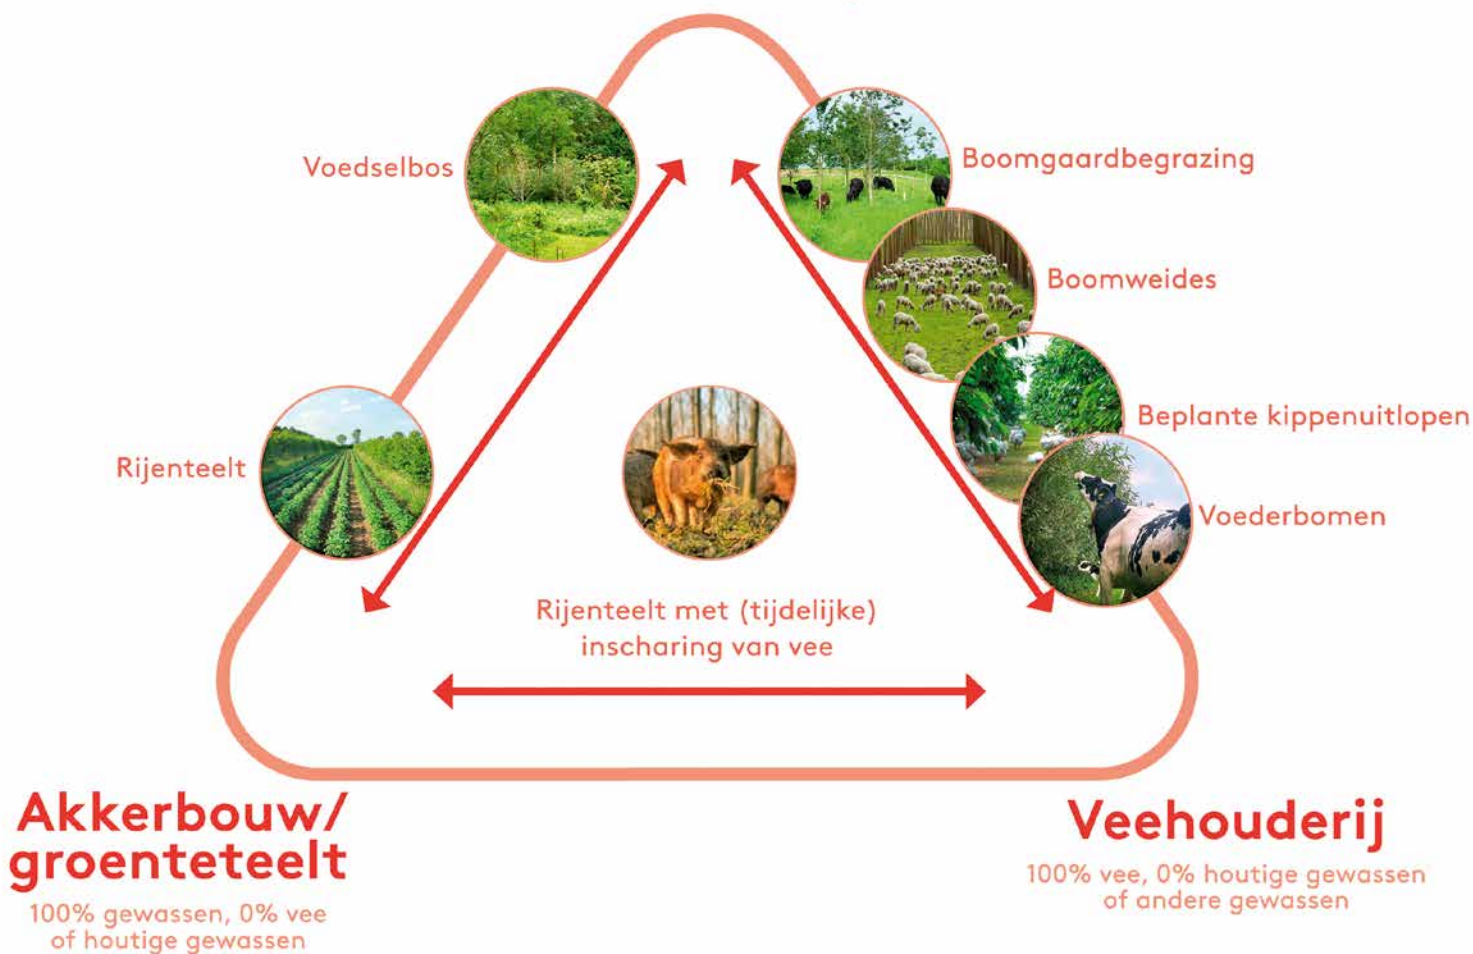 Voedselbos
Boomgaardbegrazing
Boomweides
Beplante kippenuitlopen
Rijenteelt
Voederbomen
Rijenteelt met (tijdelijke)
inscharing van vee
Akkerbouw/
groenteteelt
100% gewassen, 0% vee
of houtige gewassen
Veehouderij
100% vee, 0% houtige gewassen
of andere gewassen